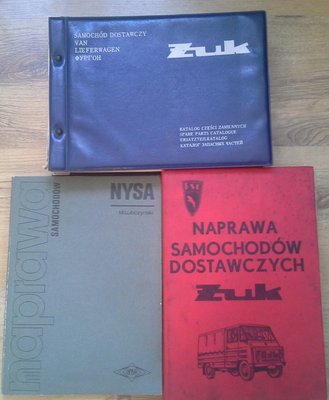 SAMOCHÓD DOSTAWCZY
VAN
LIEFERWAGEN
ФУРГОН
Żuk
KATALOG CZĘŚCI ZAMIENNYCH
SPARE PARTS CATALOGUE
ERSATZTEILKATALOG
КАТАЛОГ ЗАПАСНЫХ ЧАСТЕЙ
naprawa
SAMOCHODÓW
NYSA
NAPRAWA
SAMOCHODÓW
DOSTAWCZYCH
Żuk